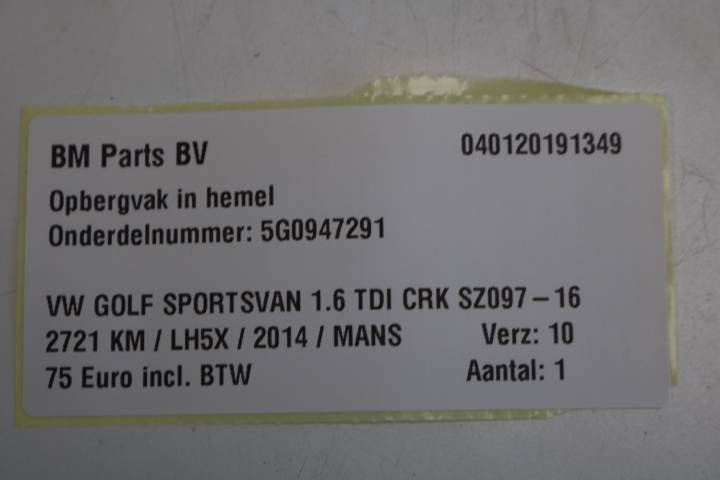 BM Parts BV 040120191349
Opbergvak in hemel
Onderdelnummer: 5G0947291
VW GOLF SPORTSVAN 1.6 TDI CRK SZ097-16
2721 KM / LH5X / 2014 / MANS Verz: 10
75 Euro incl. BTW Aantal: 1